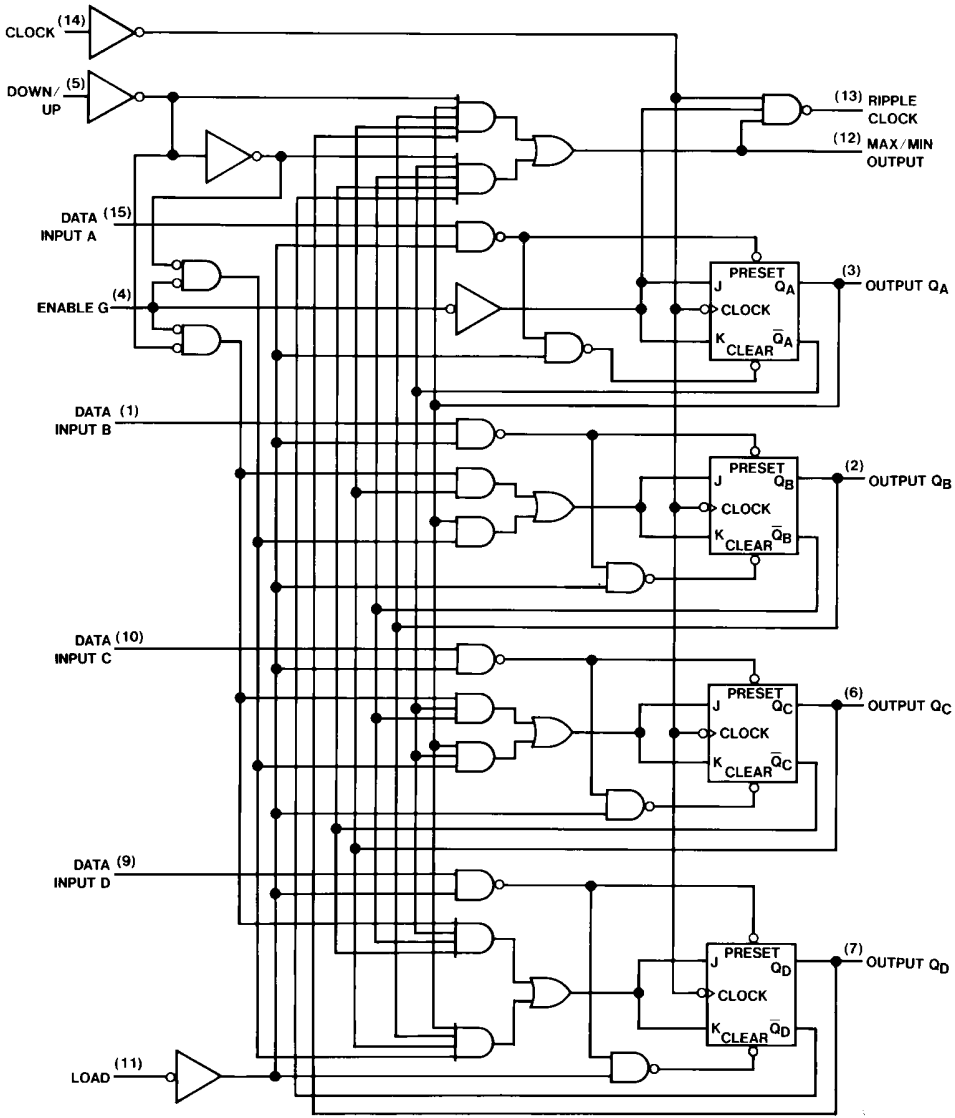 CLOCK (14)
DOWN/ (5)
UP
(13) RIPPLE
CLOCK
(12) MAX/MIN
OUTPUT
DATA (15)
INPUT A
PRESET
J QA (3) OUTPUT QA
ENABLE G (4)
CLOCK
K Q̅A
CLEAR
DATA (1)
INPUT B
PRESET
J QB (2) OUTPUT QB
CLOCK
K Q̅B
CLEAR
DATA (10)
INPUT C
PRESET
J QC (6) OUTPUT QC
CLOCK
K Q̅C
CLEAR
DATA (9)
INPUT D
PRESET
J QD (7) OUTPUT QD
CLOCK
K Q̅D
CLEAR
LOAD (11)